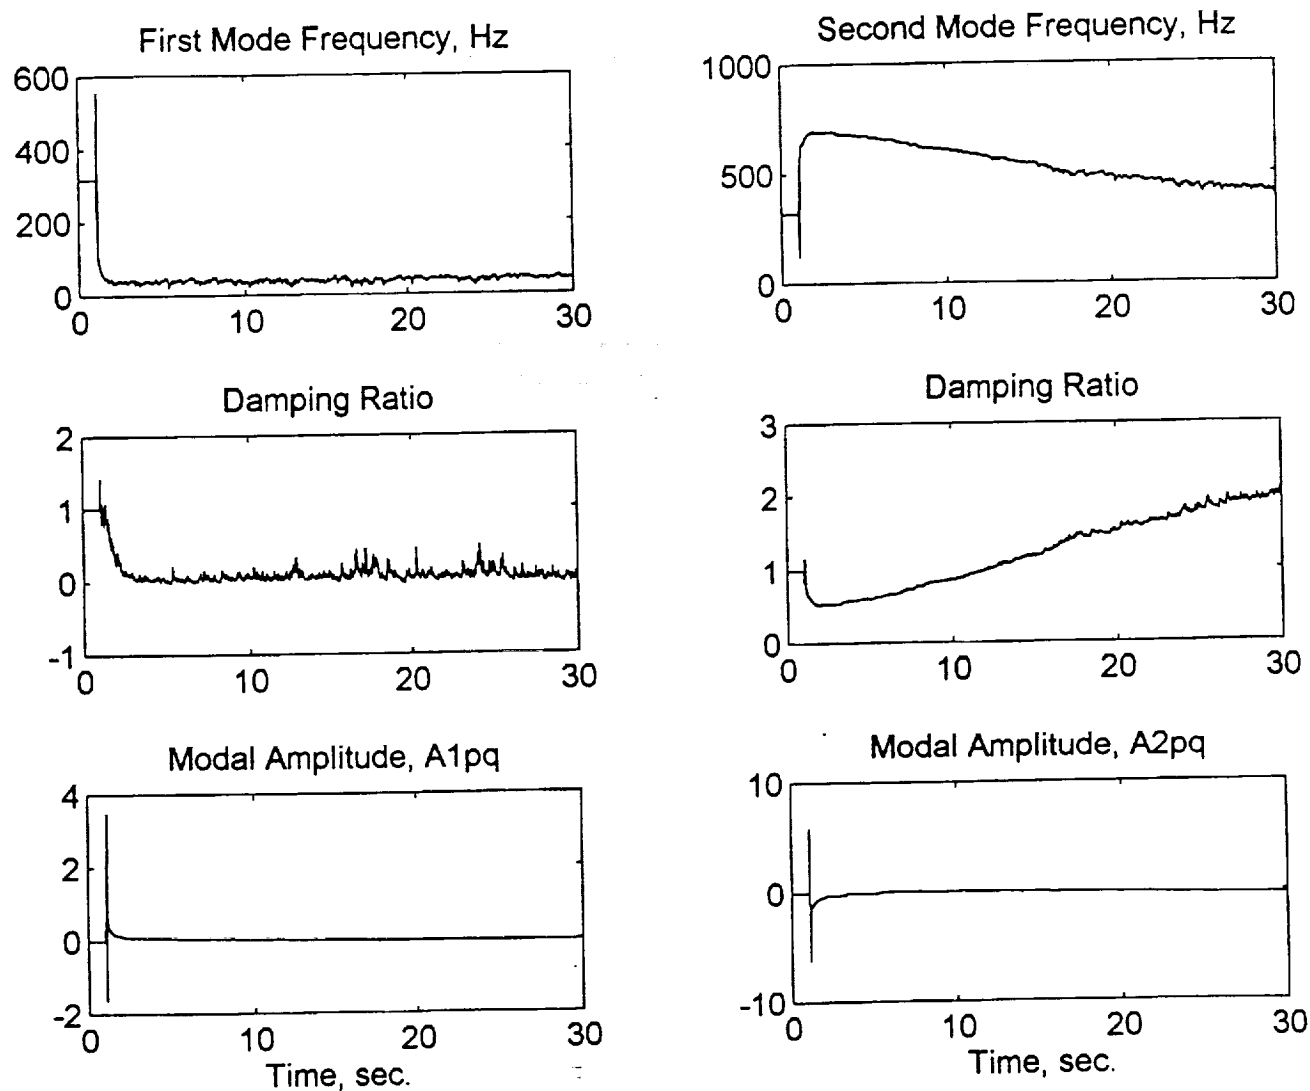 First Mode Frequency, Hz
600
400
200
0
0 10 20 30
Second Mode Frequency, Hz
1000
500
0
0 10 20 30
Damping Ratio
2
1
0
-1
0 10 20 30
Damping Ratio
3
2
1
0
0 10 20 30
Modal Amplitude, A1pq
4
2
0
-2
0 10 20 30
Time, sec.
Modal Amplitude, A2pq
10
0
-10
0 10 20 30
Time, sec.